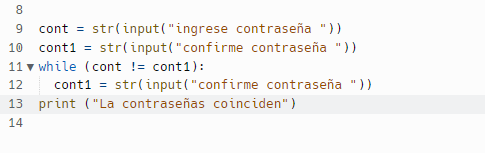 8
9 cont = str(input("ingrese contraseña "))
10 cont1 = str(input("confirme contraseña "))
11 while (cont != cont1):
12 cont1 = str(input("confirme contraseña "))
13 print ("La contraseñas coinciden")
14